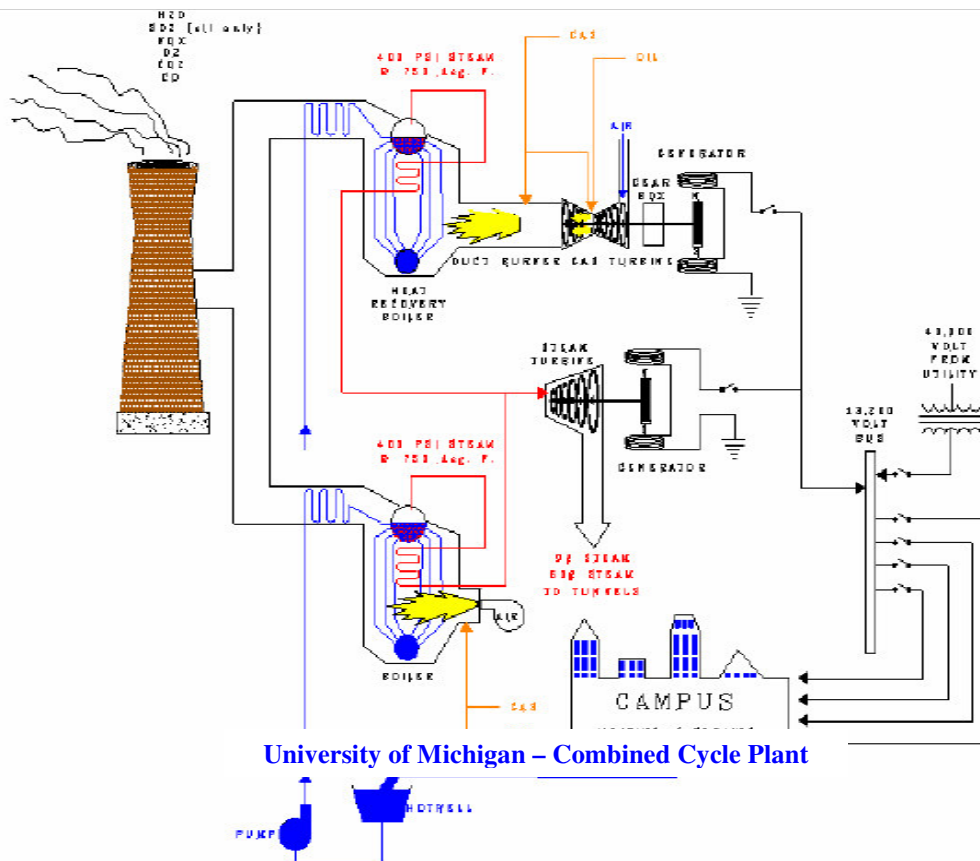 H2O
SO2 (oil only)
NOX
O2
CO2
CO
400 PSI STEAM
@ 750 deg. F.
GAS
OIL
AIR
GENERATOR
GEAR
BOX
DUCT BURNER GAS TURBINE
HEAT
RECOVERY
BOILER
STEAM
TURBINE
40,000
VOLT
FROM
UTILITY
13,200
VOLT
BUS
400 PSI STEAM
@ 750 deg. F.
GENERATOR
9# STEAM
60# STEAM
TO TUNNELS
AIR
BOILER
CAMPUS
GAS
University of Michigan – Combined Cycle Plant
HOTWELL
PUMP